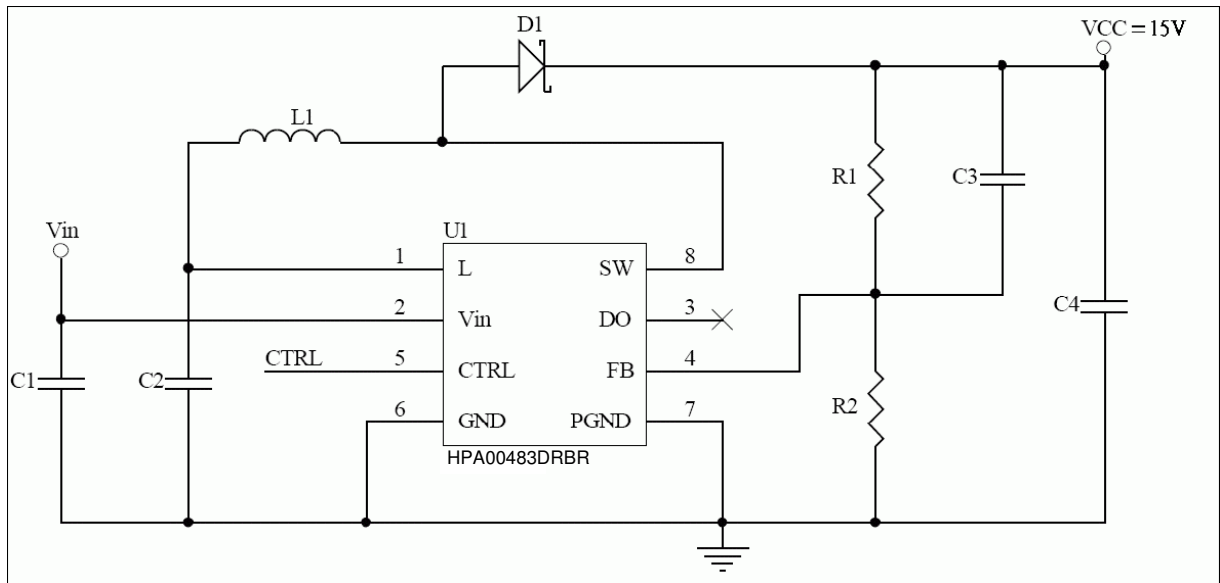 D1
VCC = 15V
L1
R1
C3
Vin
U1
1
L
SW
8
2
Vin
DO
3
C4
CTRL
5
CTRL
FB
4
C1
C2
R2
6
GND
PGND
7
HPA00483DRBR